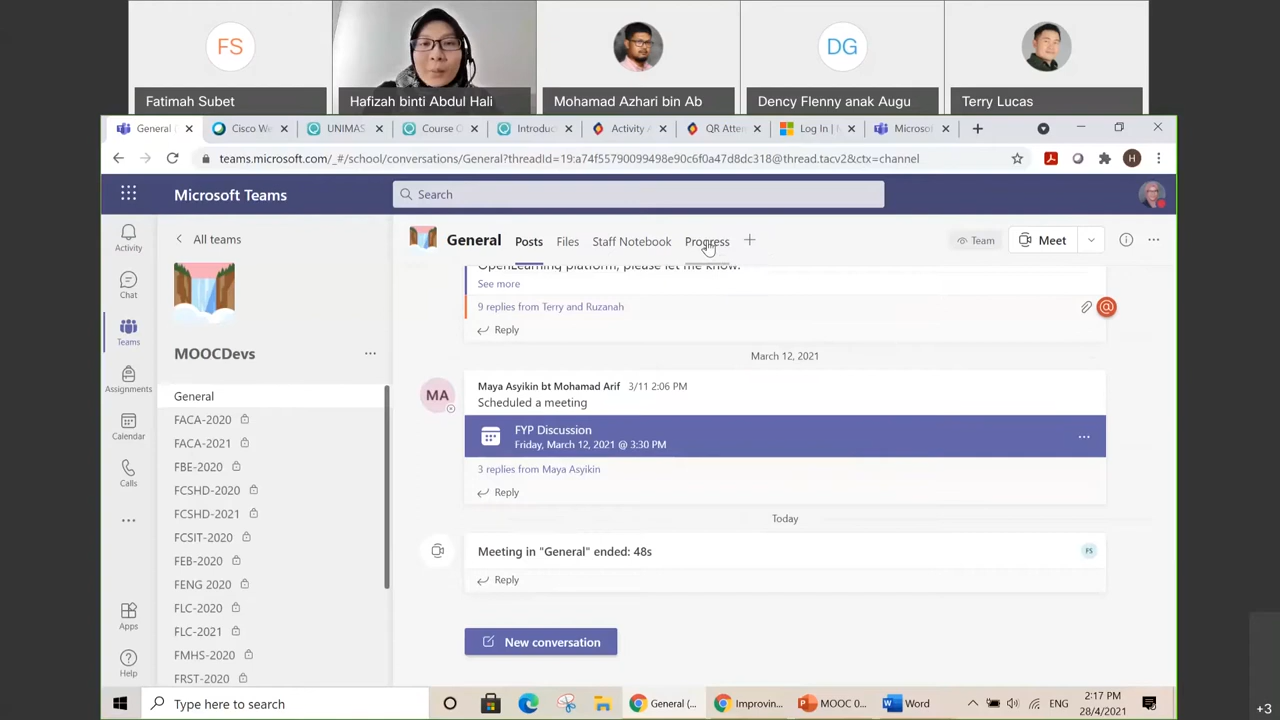 FS
DG
Fatimah Subet
Hafizah binti Abdul Hali
Mohamad Azhari bin Ab
Dency Flenny anak Augu
Terry Lucas
General (
Cisco We
UNIMAS
Course O
Introduc
Activity A
QR Atten
Log In |
Microsof
teams.microsoft.com/_#/school/conversations/General?threadId=19:a74f55790099498e90c6f0a47d8dc318@thread.tacv2&ctx=channel
H
Microsoft Teams
Search
Activity
Chat
Teams
Assignments
Calendar
Calls
Apps
Help
All teams
MOOCDevs
General
FACA-2020
FACA-2021
FBE-2020
FCSHD-2020
FCSHD-2021
FCSIT-2020
FEB-2020
FENG 2020
FLC-2020
FLC-2021
FMHS-2020
FRST-2020
General
Posts
Files
Staff Notebook
Progress
Team
Meet
OpenLearning platform, please let me know.
See more
9 replies from Terry and Ruzanah
Reply
March 12, 2021
MA
Maya Asyikin bt Mohamad Arif 3/11 2:06 PM
Scheduled a meeting
FYP Discussion
Friday, March 12, 2021 @ 3:30 PM
3 replies from Maya Asyikin
Reply
Today
Meeting in "General" ended: 48s
FS
Reply
New conversation
Type here to search
General (...
Improvin...
MOOC 0...
Word
ENG
2:17 PM
28/4/2021
+3